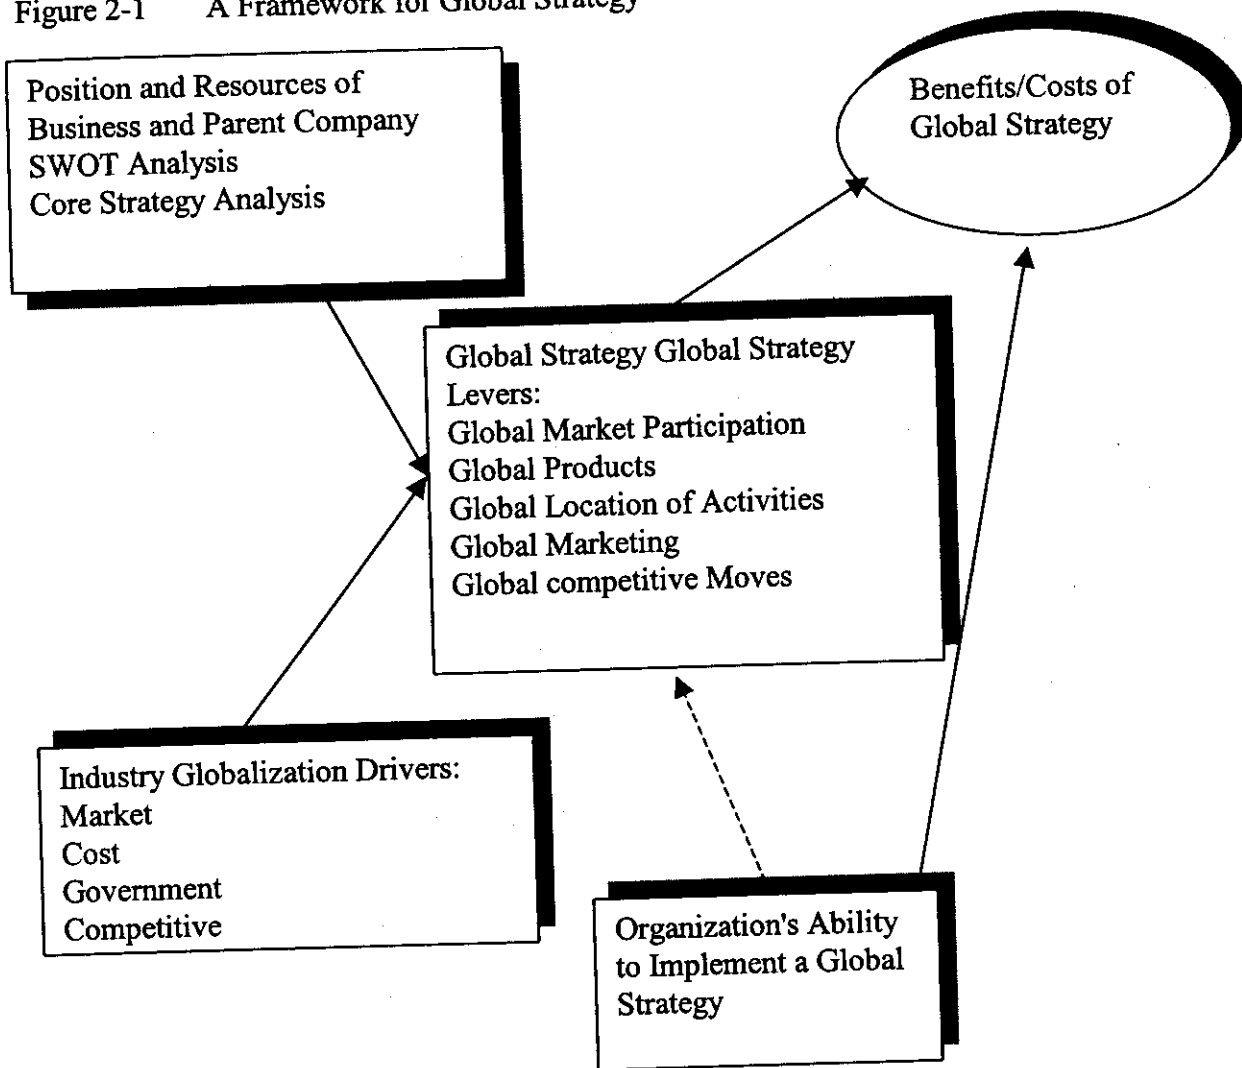 Figure 2-1 A Framework for Global Strategy
Position and Resources of
Business and Parent Company
SWOT Analysis
Core Strategy Analysis
Benefits/Costs of
Global Strategy
Global Strategy Global Strategy
Levers:
Global Market Participation
Global Products
Global Location of Activities
Global Marketing
Global competitive Moves
Industry Globalization Drivers:
Market
Cost
Government
Competitive
Organization's Ability
to Implement a Global
Strategy